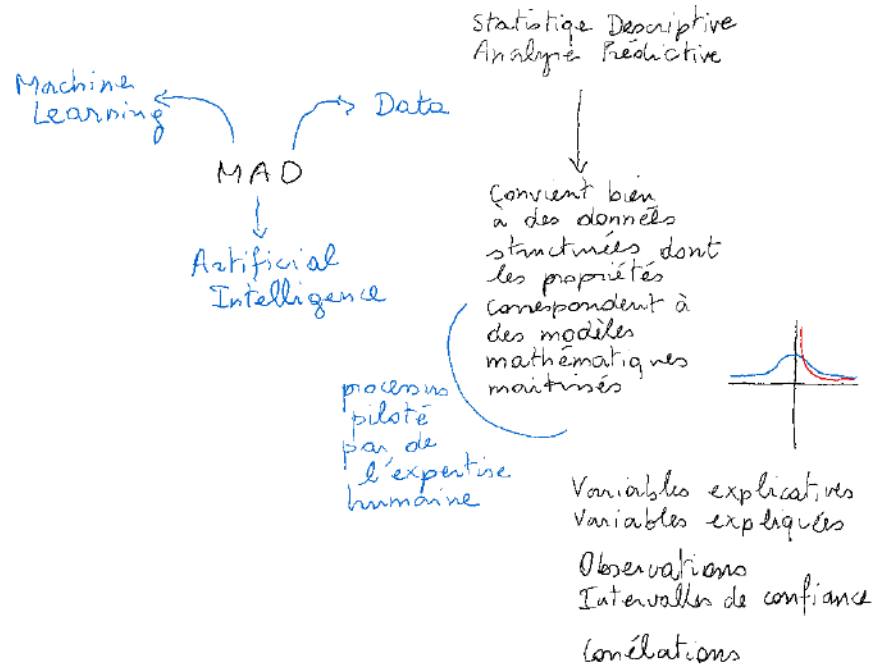 Statistiqe Descriptive
Analyse Prédictive
Machine
Learning
Data
MAD
Artificial
Intelligence
Convient bien
à des données
structurées dont
les propriétés
correspondent à
des modèles
mathématiques
maitrisés
processus
piloté
par de
l'expertise
humaine
Variables explicatives
Variables expliquées
Observations
Intervalles de confiance
Corrélations